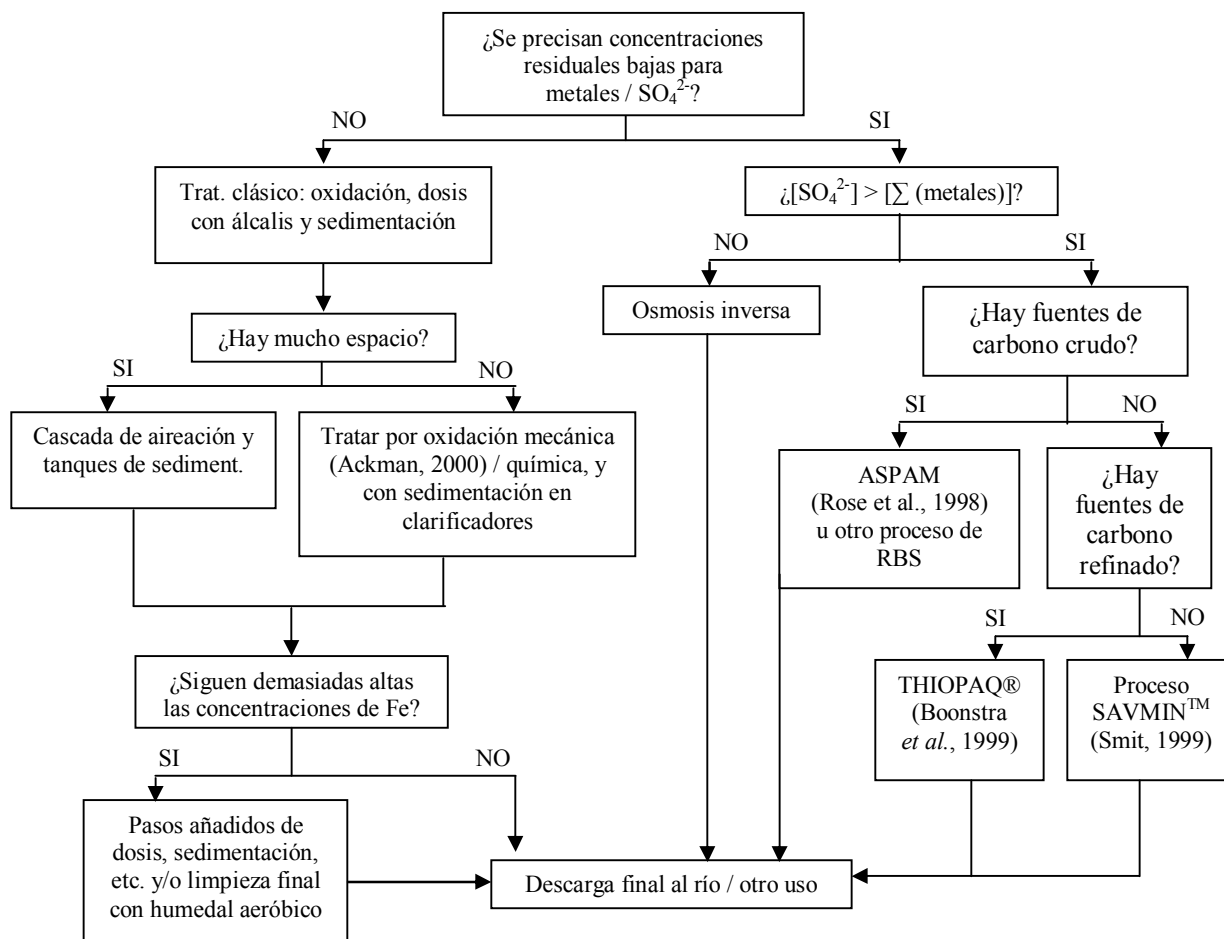 ¿Se precisan concentraciones
residuales bajas para
metales / SO₄²⁻?
NO
SI
Trat. clásico: oxidación, dosis
con álcalis y sedimentación
¿[SO₄²⁻] > [∑ (metales)]?
NO
SI
¿Hay mucho espacio?
Osmosis inversa
¿Hay fuentes de
carbono crudo?
SI
NO
SI
NO
Cascada de aireación y
tanques de sediment.
Tratar por oxidación mecánica
(Ackman, 2000) / química, y
con sedimentación en
clarificadores
ASPAM
(Rose et al., 1998)
u otro proceso de
RBS
¿Hay
fuentes de
carbono
refinado?
SI
NO
¿Siguen demasiadas altas
las concentraciones de Fe?
THIOPAQ®
(Boonstra
et al., 1999)
Proceso
SAVMIN™
(Smit, 1999)
SI
NO
Pasos añadidos de
dosis, sedimentación,
etc. y/o limpieza final
con humedal aeróbico
Descarga final al río / otro uso